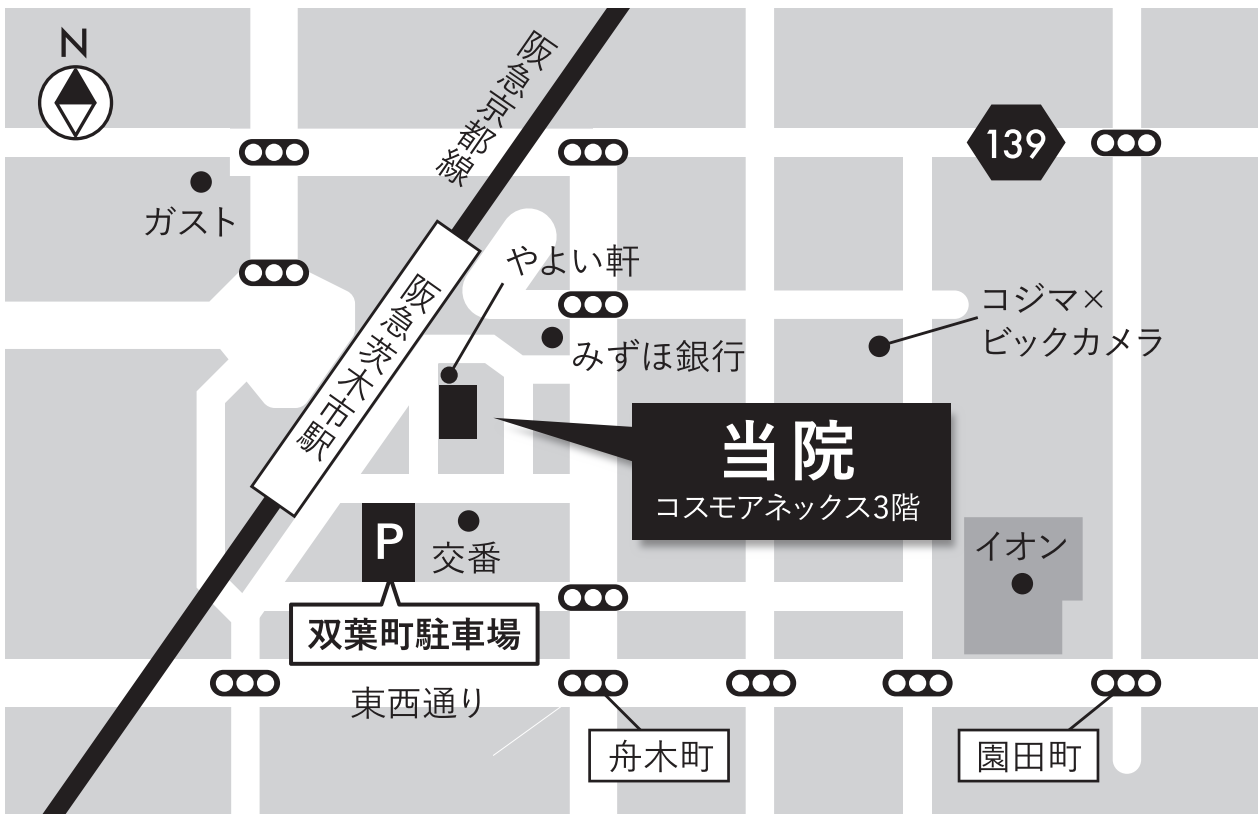 N
阪急京都線
139
ガスト
やよい軒
コジマ×
ビックカメラ
阪急茨木市駅
みずほ銀行
当院
コスモアネックス3階
P
交番
イオン
双葉町駐車場
東西通り
舟木町
園田町